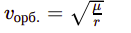 v_орб. = √(μ/r)